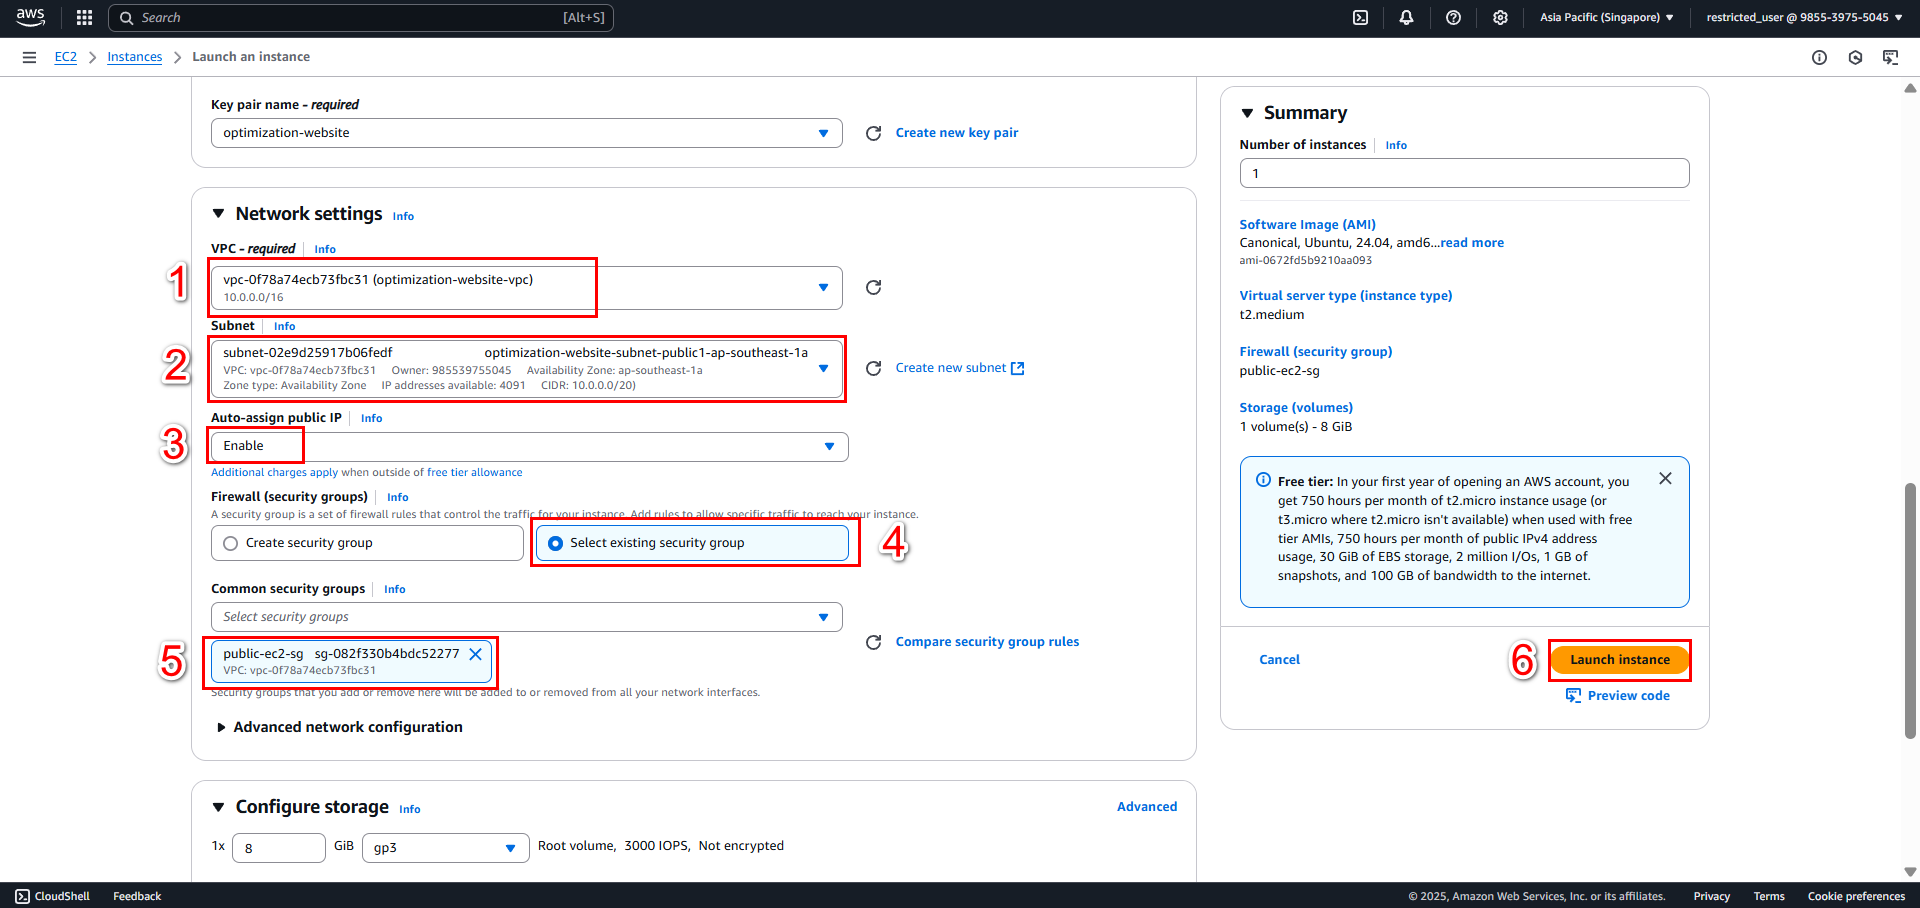 aws
Search [Alt+S]
Asia Pacific (Singapore)
restricted_user @ 9855-3975-5045
EC2
Instances
Launch an instance
Key pair name - required
optimization-website
Create new key pair
Network settings
Info
VPC - required
Info
1
vpc-0f78a74ecb73fbc31 (optimization-website-vpc)
10.0.0.0/16
Subnet
Info
2
subnet-02e9d25917b06fedf optimization-website-subnet-public1-ap-southeast-1a
VPC: vpc-0f78a74ecb73fbc31 Owner: 985539755045 Availability Zone: ap-southeast-1a
Zone type: Availability Zone IP addresses available: 4091 CIDR: 10.0.0.0/20)
Create new subnet
Auto-assign public IP
Info
3
Enable
Additional charges apply when outside of free tier allowance
Firewall (security groups)
Info
A security group is a set of firewall rules that control the traffic for your instance. Add rules to allow specific traffic to reach your instance.
Create security group
Select existing security group
4
Common security groups
Info
Select security groups
5
public-ec2-sg sg-082f330b4bdc52277
VPC: vpc-0f78a74ecb73fbc31
Compare security group rules
Security groups that you add or remove here will be added to or removed from all your network interfaces.
Advanced network configuration
Configure storage
Info
Advanced
1x
8
GiB
gp3
Root volume, 3000 IOPS, Not encrypted
Summary
Number of instances
Info
1
Software Image (AMI)
Canonical, Ubuntu, 24.04, amd6...read more
ami-0672fd5b9210aa093
Virtual server type (instance type)
t2.medium
Firewall (security group)
public-ec2-sg
Storage (volumes)
1 volume(s) - 8 GiB
Free tier: In your first year of opening an AWS account, you
get 750 hours per month of t2.micro instance usage (or
t3.micro where t2.micro isn't available) when used with free
tier AMIs, 750 hours per month of public IPv4 address
usage, 30 GiB of EBS storage, 2 million I/Os, 1 GB of
snapshots, and 100 GB of bandwidth to the internet.
Cancel
6
Launch instance
Preview code
CloudShell
Feedback
© 2025, Amazon Web Services, Inc. or its affiliates.
Privacy
Terms
Cookie preferences